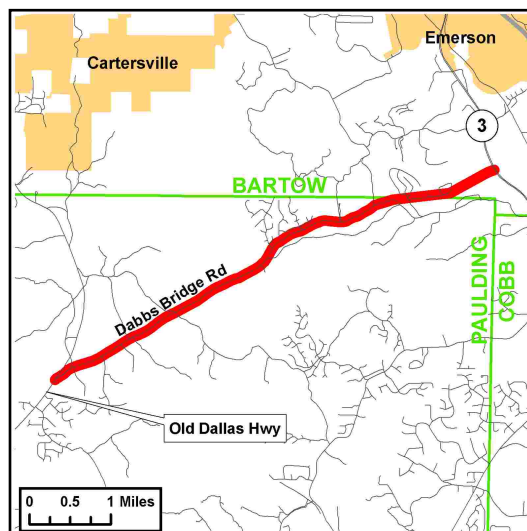 Emerson
Cartersville
3
BARTOW
PAULDING
COBB
Dabbs Bridge Rd
Old Dallas Hwy
0 0.5 1 Miles